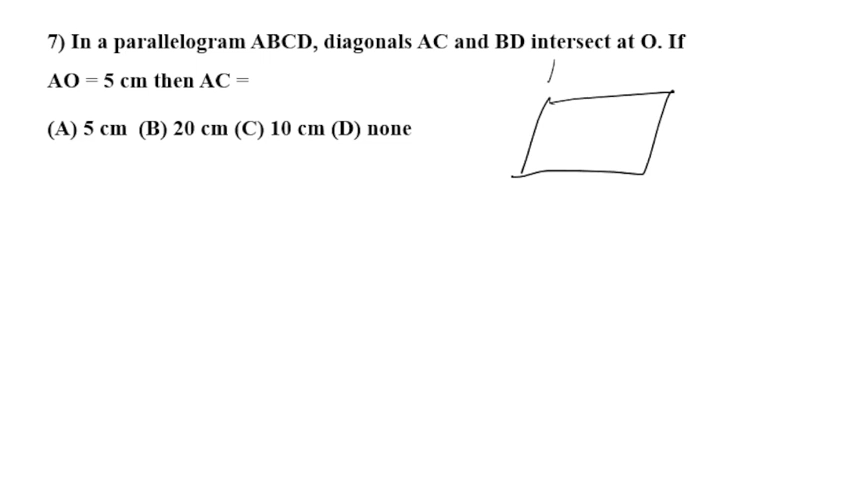 7) In a parallelogram ABCD, diagonals AC and BD intersect at O. If
AO = 5 cm then AC =
(A) 5 cm (B) 20 cm (C) 10 cm (D) none